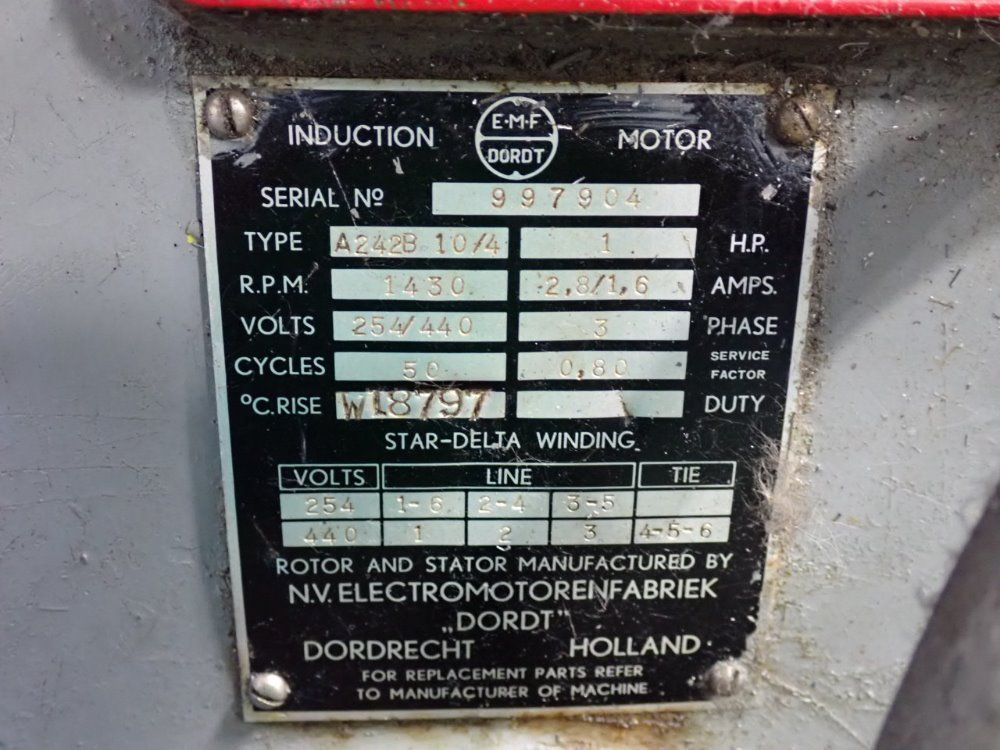 INDUCTION E·M·F DORDT MOTOR
SERIAL Nº 997904
TYPE A242B 10/4 1 H.P.
R.P.M. 1430 2,8/1,6 AMPS.
VOLTS 254/440 3 PHASE
CYCLES 50 0,80 SERVICE FACTOR
ºC.RISE WL8797 DUTY
STAR-DELTA WINDING
VOLTS LINE TIE
254 1-6 2-4 3-5
440 1 2 3 4-5-6
ROTOR AND STATOR MANUFACTURED BY
N.V. ELECTROMOTORENFABRIEK
„DORDT"
DORDRECHT HOLLAND
FOR REPLACEMENT PARTS REFER
TO MANUFACTURER OF MACHINE